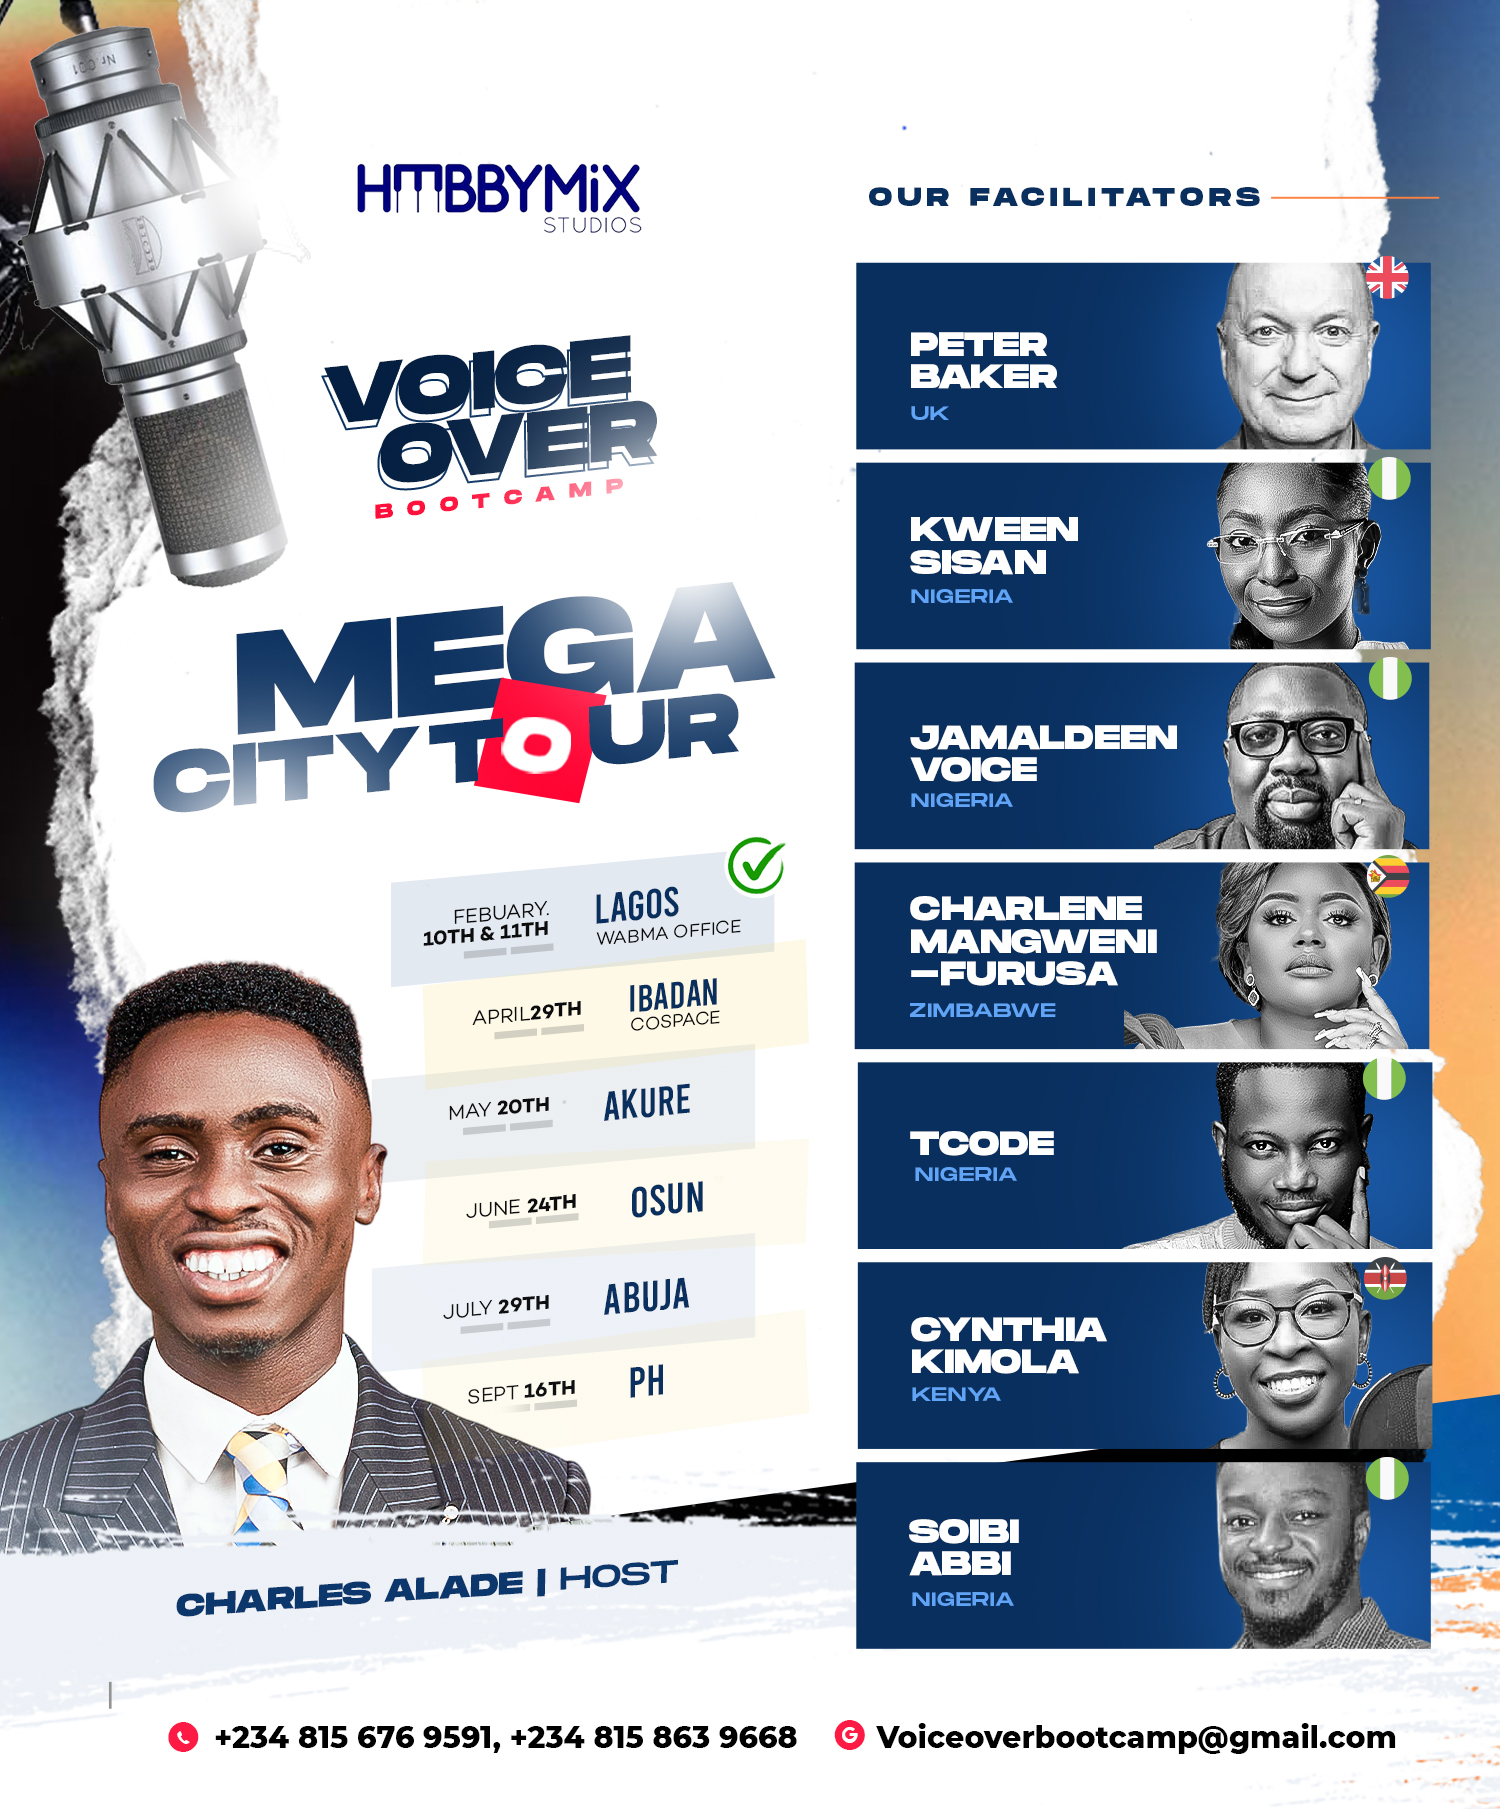 Nr.001
HOBBYMiX
STUDIOS
VOICE
OVER
BOOTCAMP
MEGA
CITY TOUR
FEBUARY.
10TH & 11TH
LAGOS
WABMA OFFICE
APRIL29TH
IBADAN
COSPACE
MAY 20TH
AKURE
JUNE 24TH
OSUN
JULY 29TH
ABUJA
SEPT 16TH
PH
CHARLES ALADE | HOST
OUR FACILITATORS
PETER
BAKER
UK
KWEEN
SISAN
NIGERIA
JAMALDEEN
VOICE
NIGERIA
CHARLENE
MANGWENI
–FURUSA
ZIMBABWE
TCODE
NIGERIA
CYNTHIA
KIMOLA
KENYA
SOIBI
ABBI
NIGERIA
+234 815 676 9591, +234 815 863 9668
G Voiceoverbootcamp@gmail.com